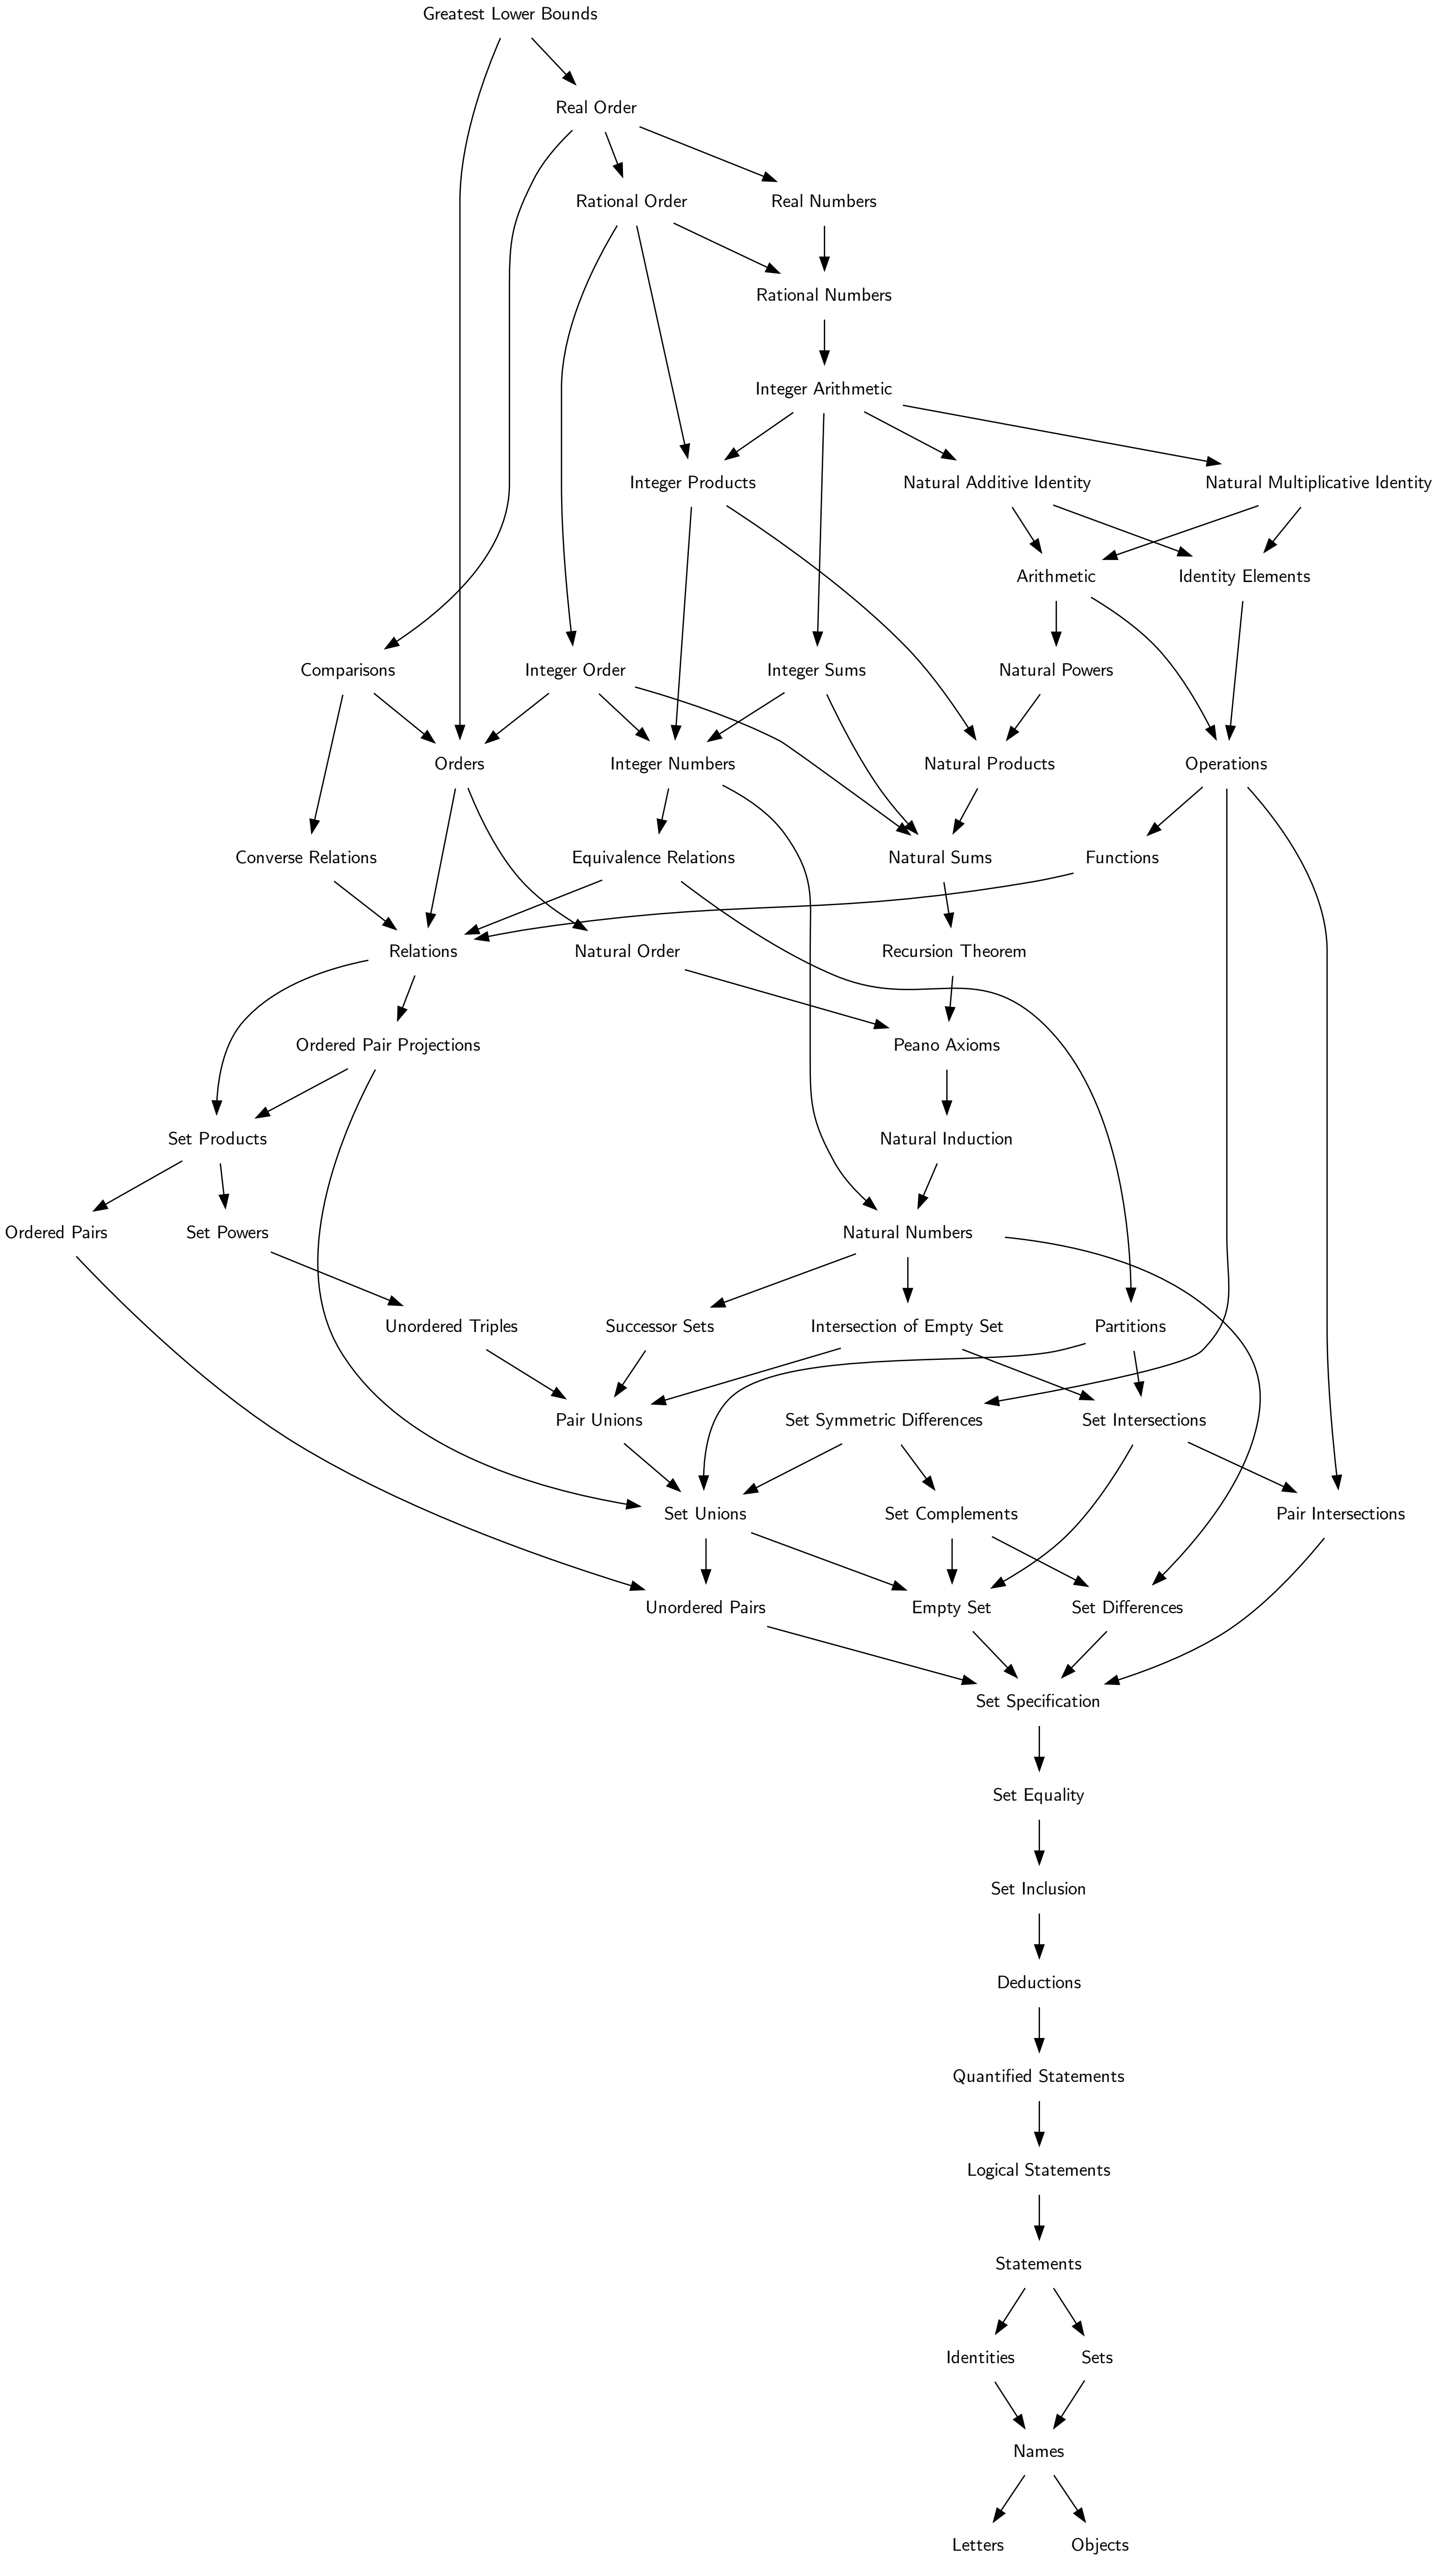 Greatest Lower Bounds
Real Order
Rational Order
Real Numbers
Rational Numbers
Integer Arithmetic
Integer Products
Natural Additive Identity
Natural Multiplicative Identity
Arithmetic
Identity Elements
Comparisons
Integer Order
Integer Sums
Natural Powers
Orders
Integer Numbers
Natural Products
Operations
Converse Relations
Equivalence Relations
Natural Sums
Functions
Relations
Natural Order
Recursion Theorem
Ordered Pair Projections
Peano Axioms
Set Products
Natural Induction
Ordered Pairs
Set Powers
Natural Numbers
Unordered Triples
Successor Sets
Intersection of Empty Set
Partitions
Pair Unions
Set Symmetric Differences
Set Intersections
Set Unions
Set Complements
Pair Intersections
Unordered Pairs
Empty Set
Set Differences
Set Specification
Set Equality
Set Inclusion
Deductions
Quantified Statements
Logical Statements
Statements
Identities
Sets
Names
Letters
Objects